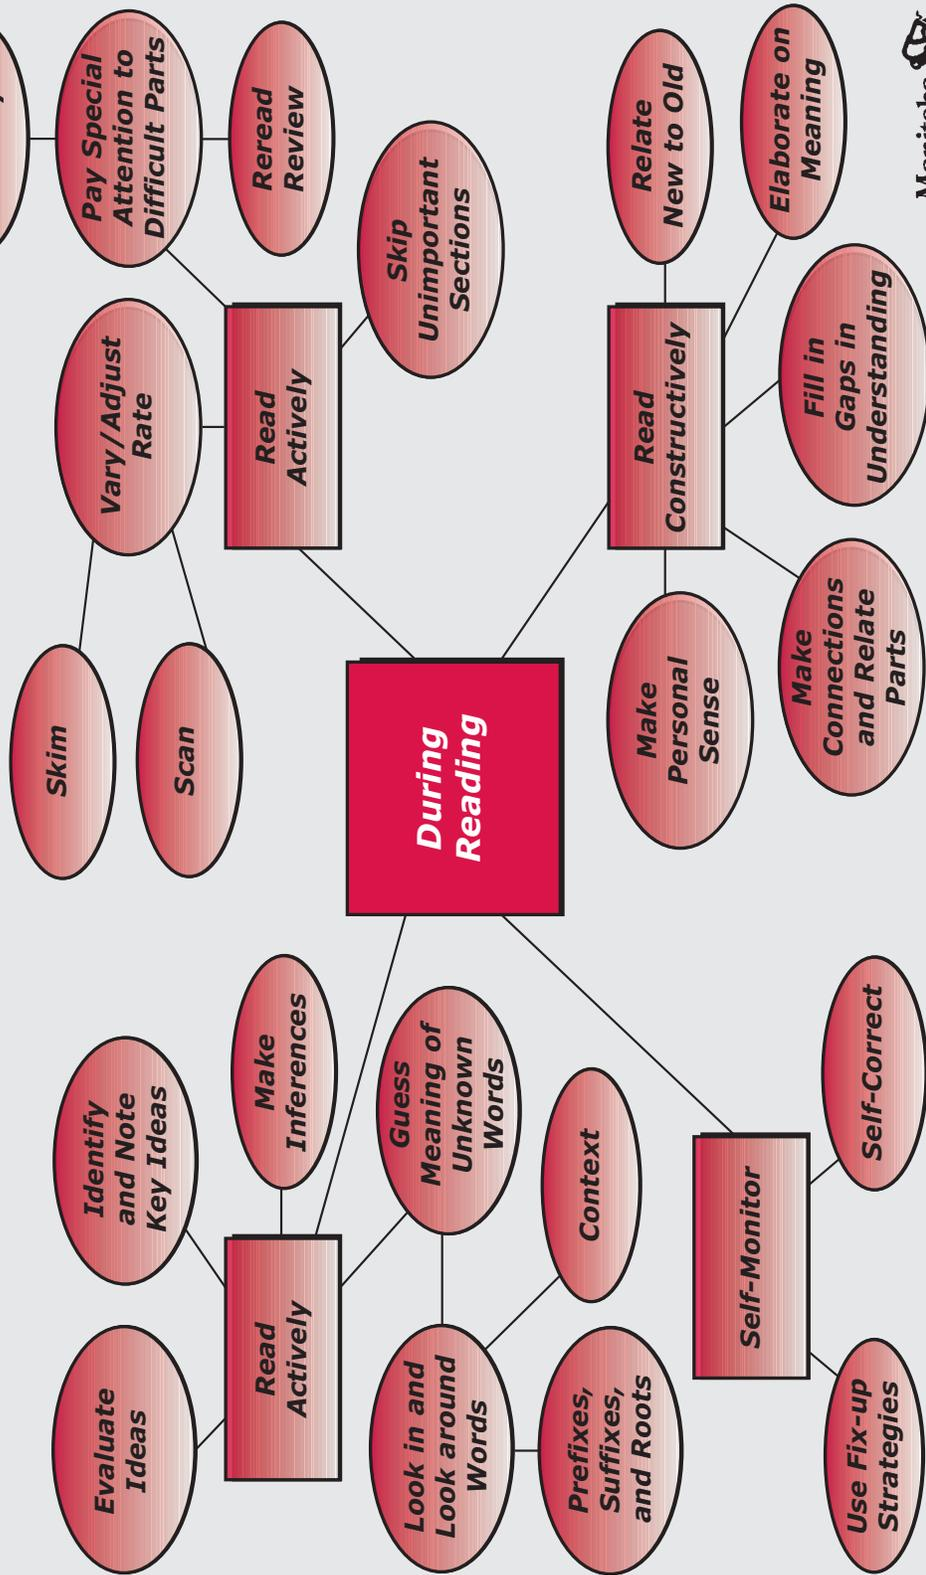 Evaluate
Ideas
Identify
and Note
Key Ideas
Skim
Scan
Vary/Adjust
Rate
Pay Special
Attention to
Difficult Parts
Read
Actively
Make
Inferences
Read
Actively
Reread
Review
Look in and
Look around
Words
Guess
Meaning of
Unknown
Words
During
Reading
Skip
Unimportant
Sections
Prefixes,
Suffixes,
and Roots
Context
Make
Personal
Sense
Read
Constructively
Relate
New to Old
Self-Monitor
Use Fix-up
Strategies
Self-Correct
Make
Connections
and Relate
Parts
Fill in
Gaps in
Understanding
Elaborate on
Meaning